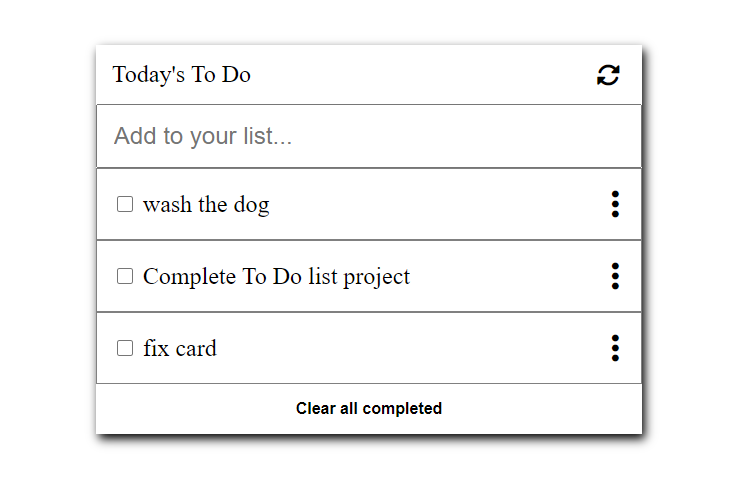 Today's To Do
Add to your list...
wash the dog
Complete To Do list project
fix card
Clear all completed